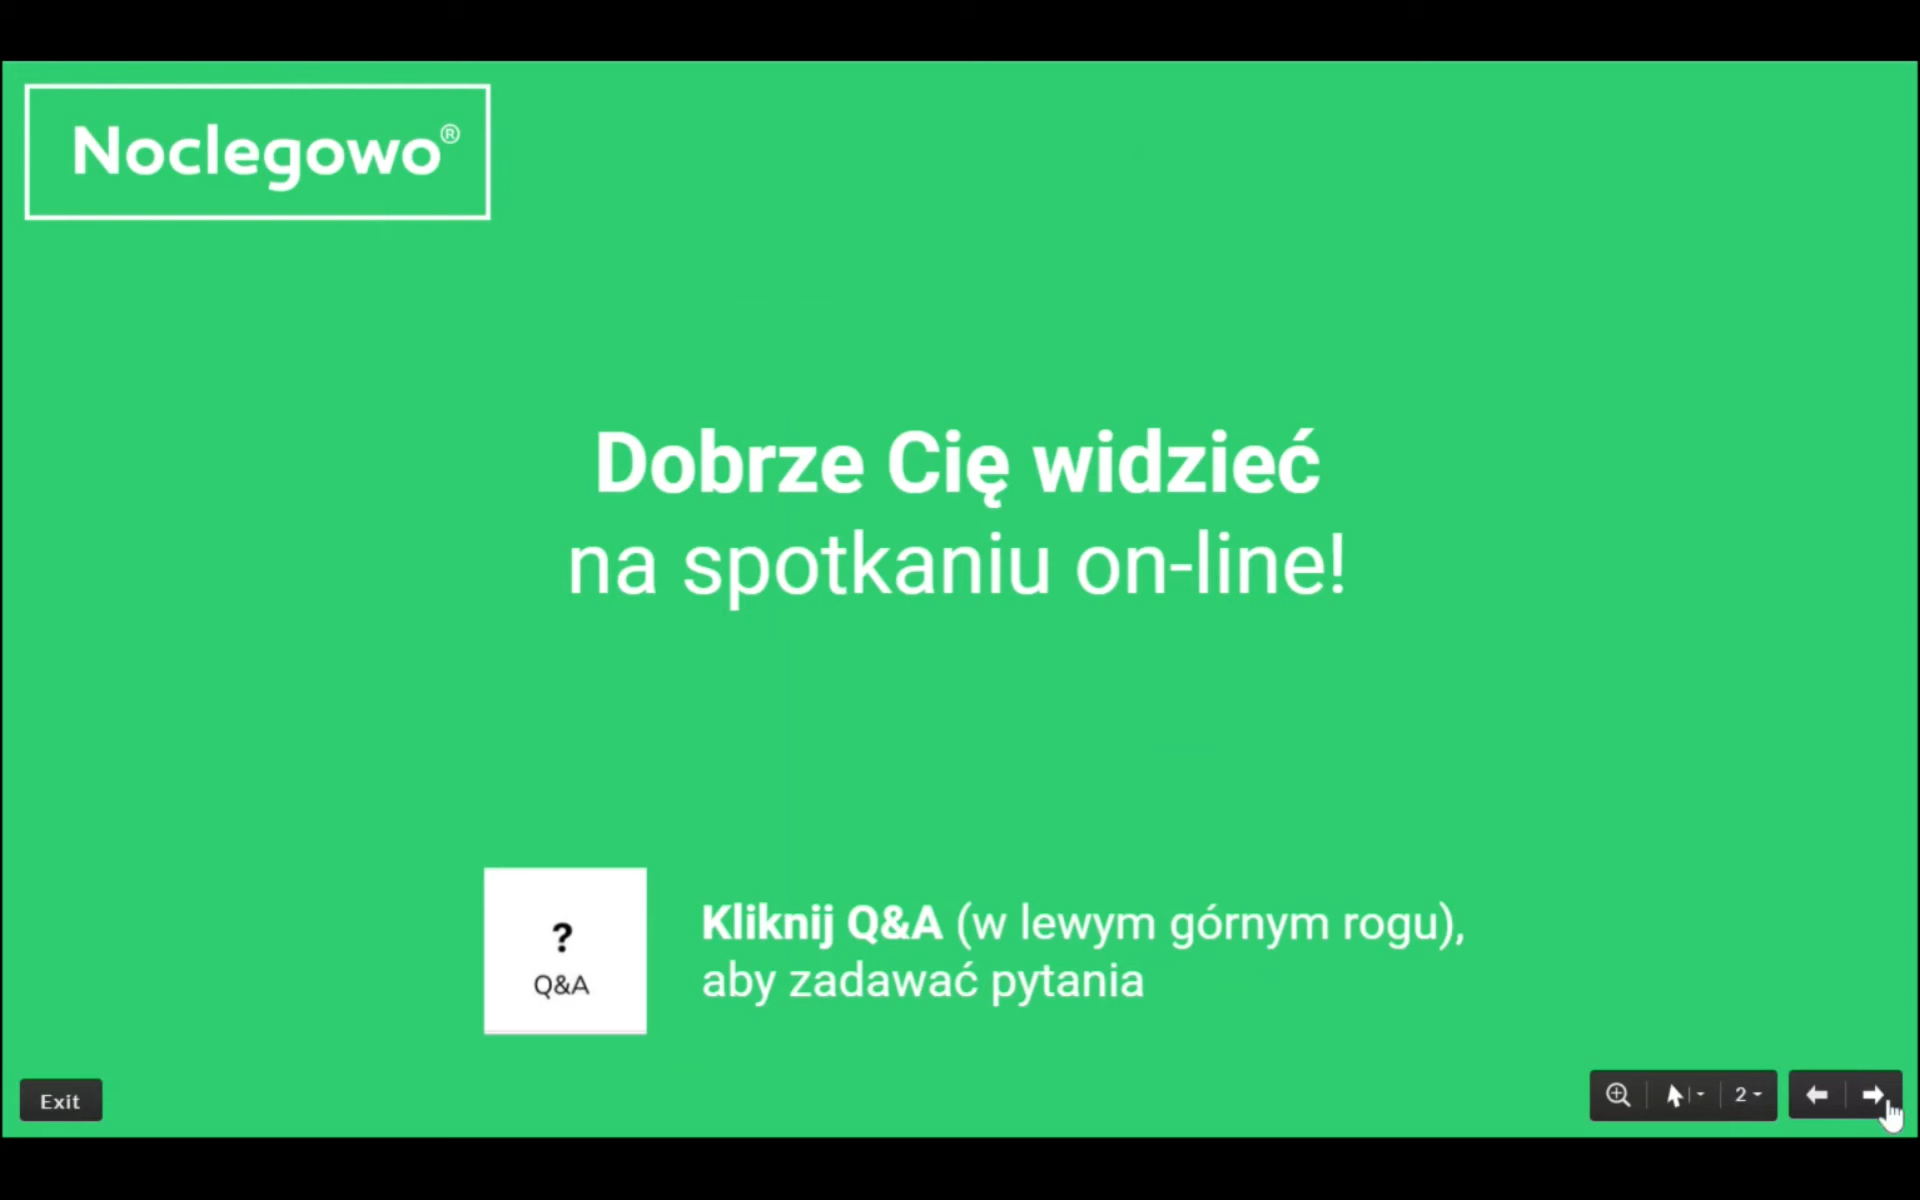 Noclegowo®
Dobrze Cię widzieć
na spotkaniu on-line!
?
Q&A
Kliknij Q&A (w lewym górnym rogu),
aby zadawać pytania
Exit
2